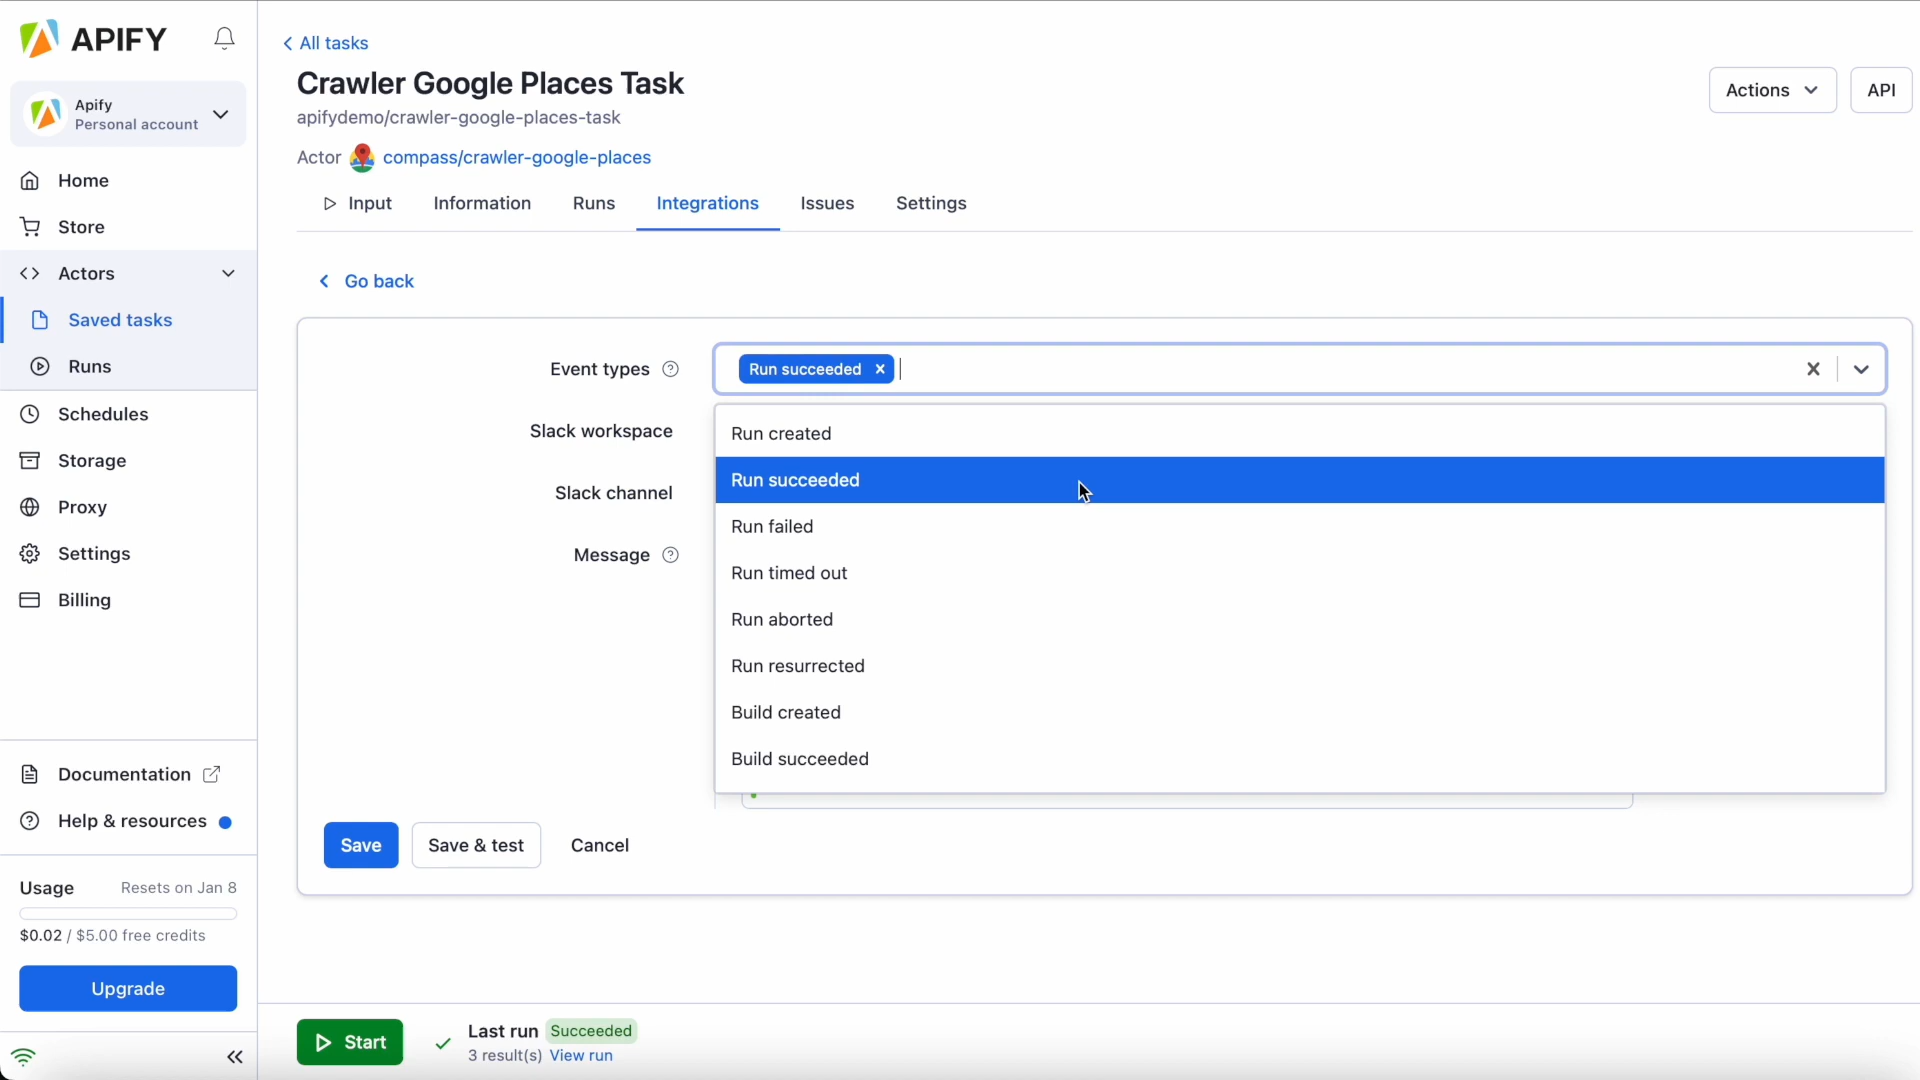 APIFY
Apify
Personal account
Home
Store
Actors
Saved tasks
Runs
Schedules
Storage
Proxy
Settings
Billing
Documentation
Help & resources
Usage
Resets on Jan 8
$0.02 / $5.00 free credits
Upgrade
All tasks
Crawler Google Places Task
apifydemo/crawler-google-places-task
Actor compass/crawler-google-places
Actions
API
Input
Information
Runs
Integrations
Issues
Settings
Go back
Event types
Run succeeded
Slack workspace
Slack channel
Message
Run created
Run succeeded
Run failed
Run timed out
Run aborted
Run resurrected
Build created
Build succeeded
Save
Save & test
Cancel
Start
Last run Succeeded
3 result(s) View run